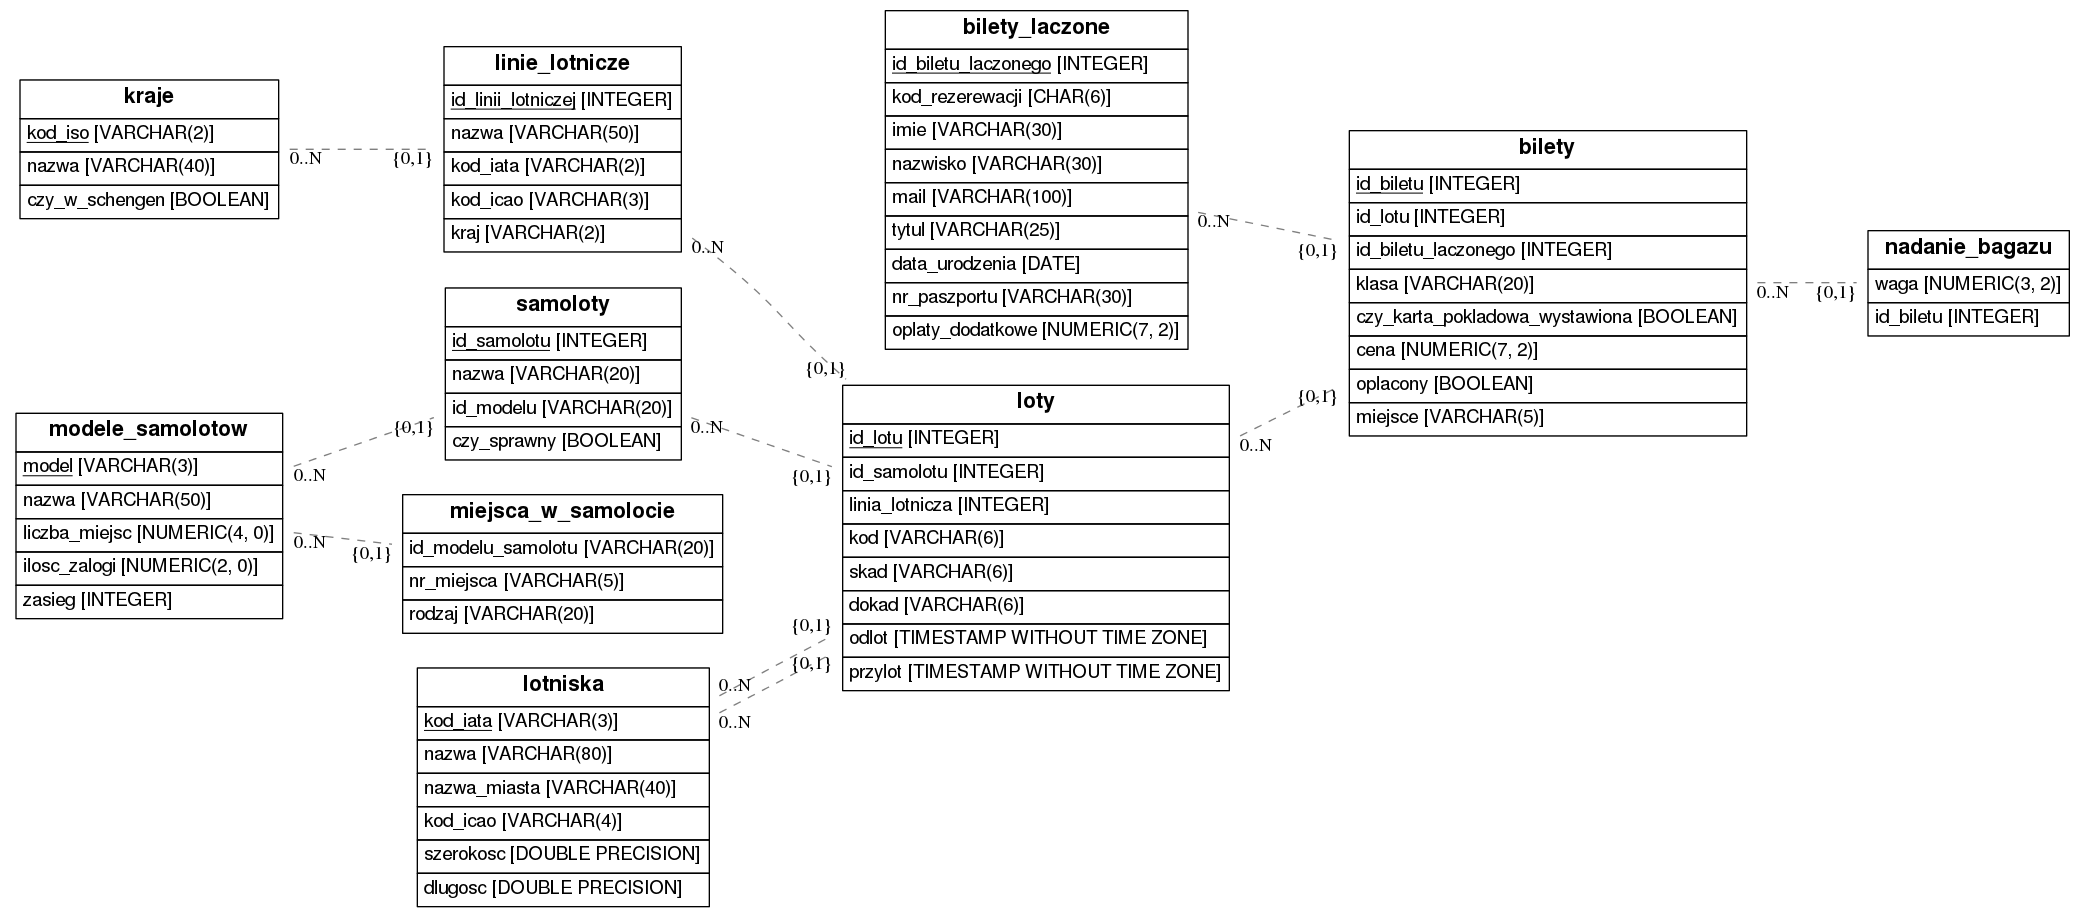 kraje
kod_iso [VARCHAR(2)]
nazwa [VARCHAR(40)]
czy_w_schengen [BOOLEAN]
0..N
{0,1}
linie_lotnicze
id_linii_lotniczej [INTEGER]
nazwa [VARCHAR(50)]
kod_iata [VARCHAR(2)]
kod_icao [VARCHAR(3)]
kraj [VARCHAR(2)]
0..N
{0,1}
samoloty
id_samolotu [INTEGER]
nazwa [VARCHAR(20)]
id_modelu [VARCHAR(20)]
czy_sprawny [BOOLEAN]
{0,1}
0..N
0..N
{0,1}
modele_samolotow
model [VARCHAR(3)]
nazwa [VARCHAR(50)]
liczba_miejsc [NUMERIC(4, 0)]
ilosc_zalogi [NUMERIC(2, 0)]
zasieg [INTEGER]
0..N
{0,1}
miejsca_w_samolocie
id_modelu_samolotu [VARCHAR(20)]
nr_miejsca [VARCHAR(5)]
rodzaj [VARCHAR(20)]
lotniska
kod_iata [VARCHAR(3)]
nazwa [VARCHAR(80)]
nazwa_miasta [VARCHAR(40)]
kod_icao [VARCHAR(4)]
szerokosc [DOUBLE PRECISION]
dlugosc [DOUBLE PRECISION]
{0,1}
{0,1}
0..N
0..N
bilety_laczone
id_biletu_laczonego [INTEGER]
kod_rezerewacji [CHAR(6)]
imie [VARCHAR(30)]
nazwisko [VARCHAR(30)]
mail [VARCHAR(100)]
tytul [VARCHAR(25)]
data_urodzenia [DATE]
nr_paszportu [VARCHAR(30)]
oplaty_dodatkowe [NUMERIC(7, 2)]
0..N
{0,1}
loty
id_lotu [INTEGER]
id_samolotu [INTEGER]
linia_lotnicza [INTEGER]
kod [VARCHAR(6)]
skad [VARCHAR(6)]
dokad [VARCHAR(6)]
odlot [TIMESTAMP WITHOUT TIME ZONE]
przylot [TIMESTAMP WITHOUT TIME ZONE]
{0,1}
0..N
bilety
id_biletu [INTEGER]
id_lotu [INTEGER]
id_biletu_laczonego [INTEGER]
klasa [VARCHAR(20)]
czy_karta_pokladowa_wystawiona [BOOLEAN]
cena [NUMERIC(7, 2)]
oplacony [BOOLEAN]
miejsce [VARCHAR(5)]
0..N
{0,1}
nadanie_bagazu
waga [NUMERIC(3, 2)]
id_biletu [INTEGER]